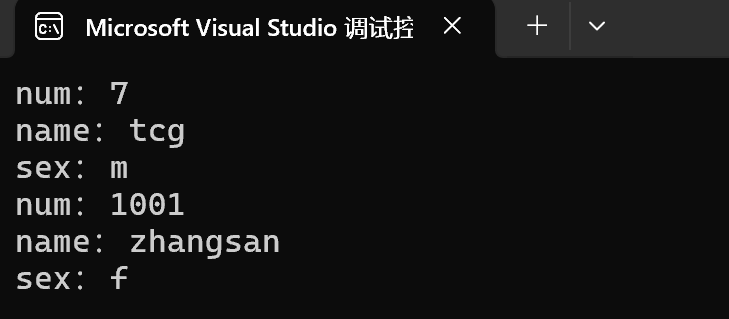 Microsoft Visual Studio 调试控
num: 7
name: tcg
sex: m
num: 1001
name: zhangsan
sex: f